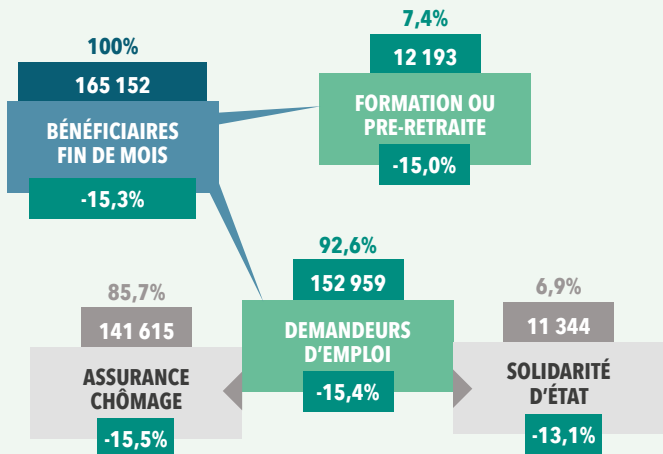 100%
165 152
BÉNÉFICIAIRES
FIN DE MOIS
-15,3%
7,4%
12 193
FORMATION OU
PRE-RETRAITE
-15,0%
92,6%
152 959
DEMANDEURS
D'EMPLOI
-15,4%
85,7%
141 615
ASSURANCE
CHÔMAGE
-15,5%
6,9%
11 344
SOLIDARITÉ
D'ÉTAT
-13,1%